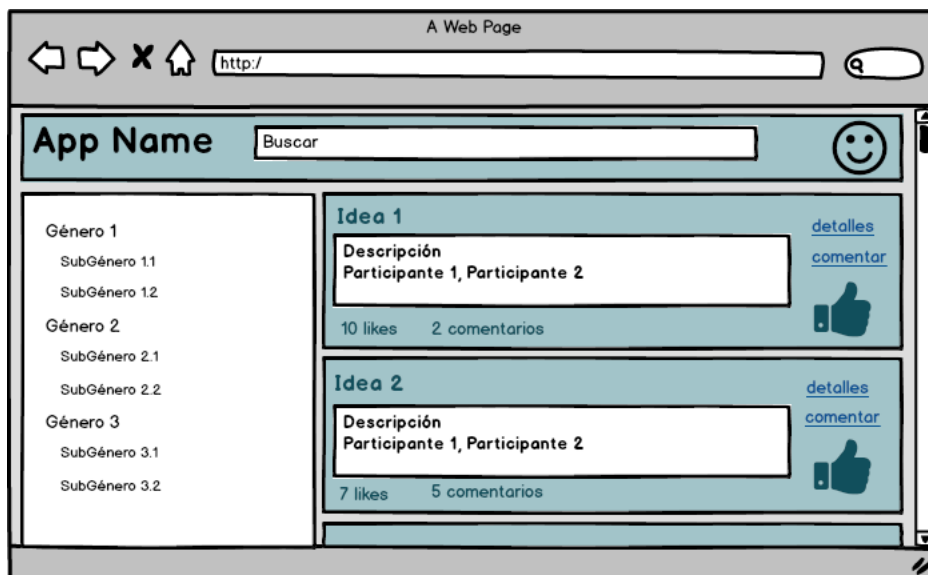 A Web Page
http:/
App Name
Buscar
Género 1
SubGénero 1.1
SubGénero 1.2
Género 2
SubGénero 2.1
SubGénero 2.2
Género 3
SubGénero 3.1
SubGénero 3.2
Idea 1
detalles
comentar
Descripción
Participante 1, Participante 2
10 likes 2 comentarios
Idea 2
detalles
comentar
Descripción
Participante 1, Participante 2
7 likes 5 comentarios